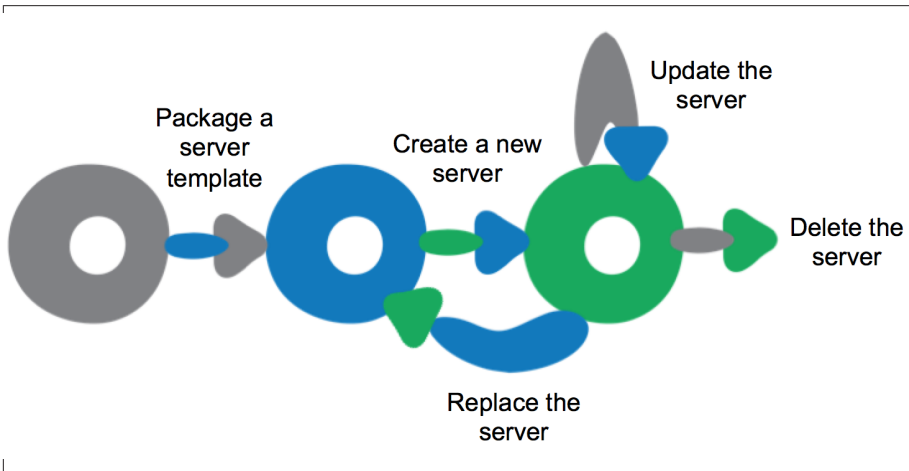 Package a
server
template
Create a new
server
Update the
server
Delete the
server
Replace the
server